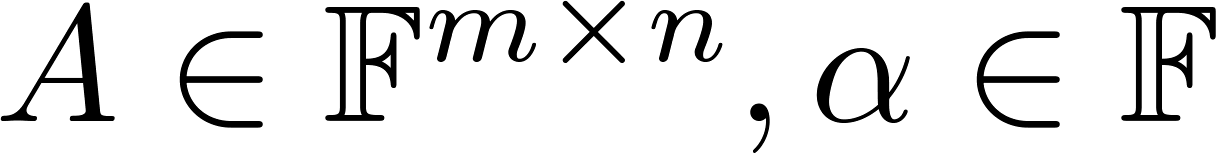 A ∈ 𝔽^{m×n}, α ∈ 𝔽